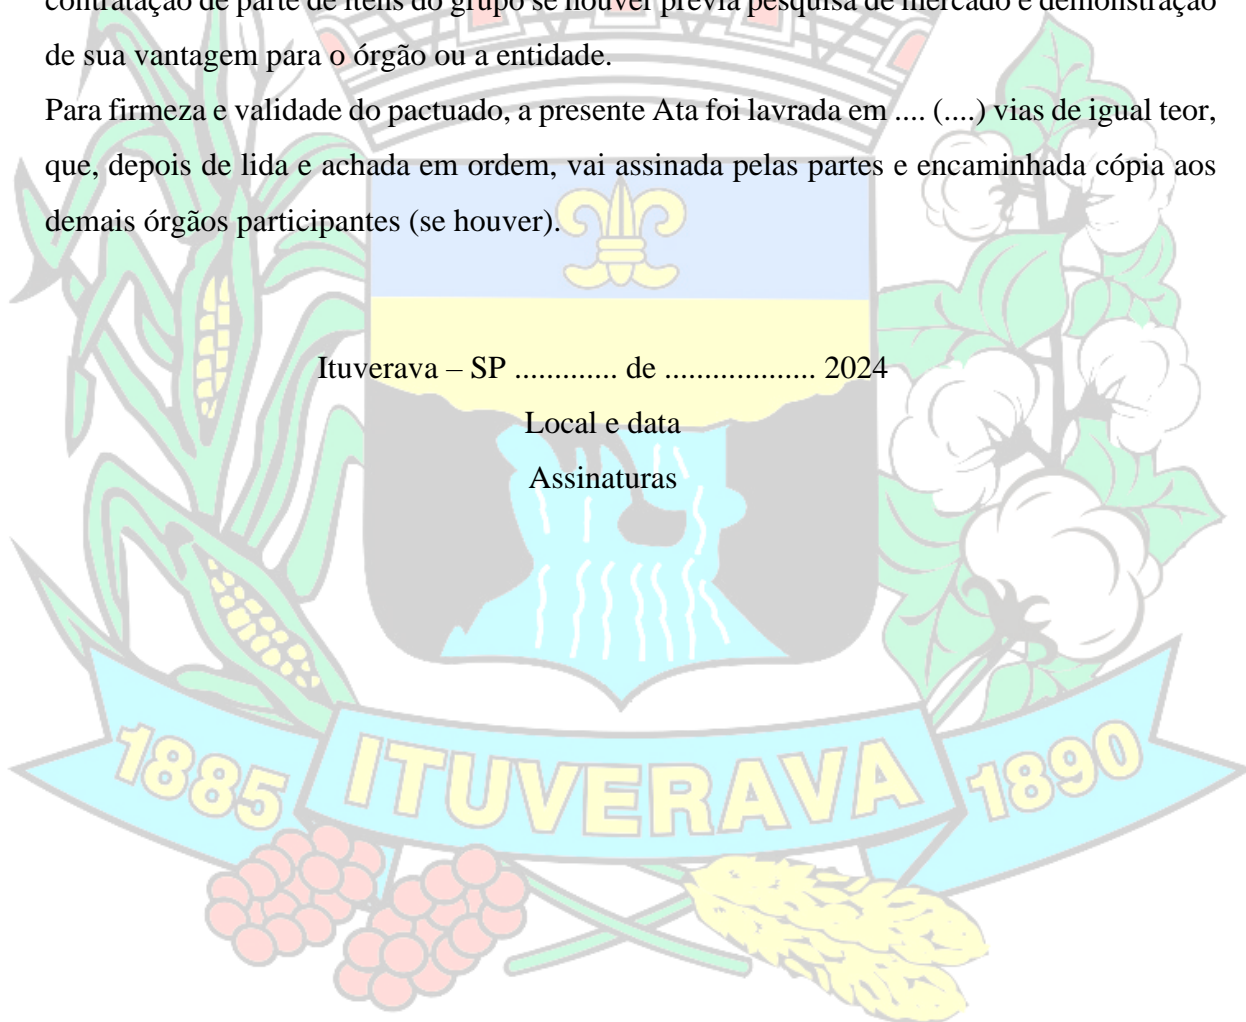 contratação de parte de itens do grupo se houver prévia pesquisa de mercado e demonstração
de sua vantagem para o órgão ou a entidade.
Para firmeza e validade do pactuado, a presente Ata foi lavrada em .... (....) vias de igual teor,
que, depois de lida e achada em ordem, vai assinada pelas partes e encaminhada cópia aos
demais órgãos participantes (se houver).
Ituverava – SP ............. de ................... 2024
Local e data
Assinaturas
1885 ITUVERAVA 1890